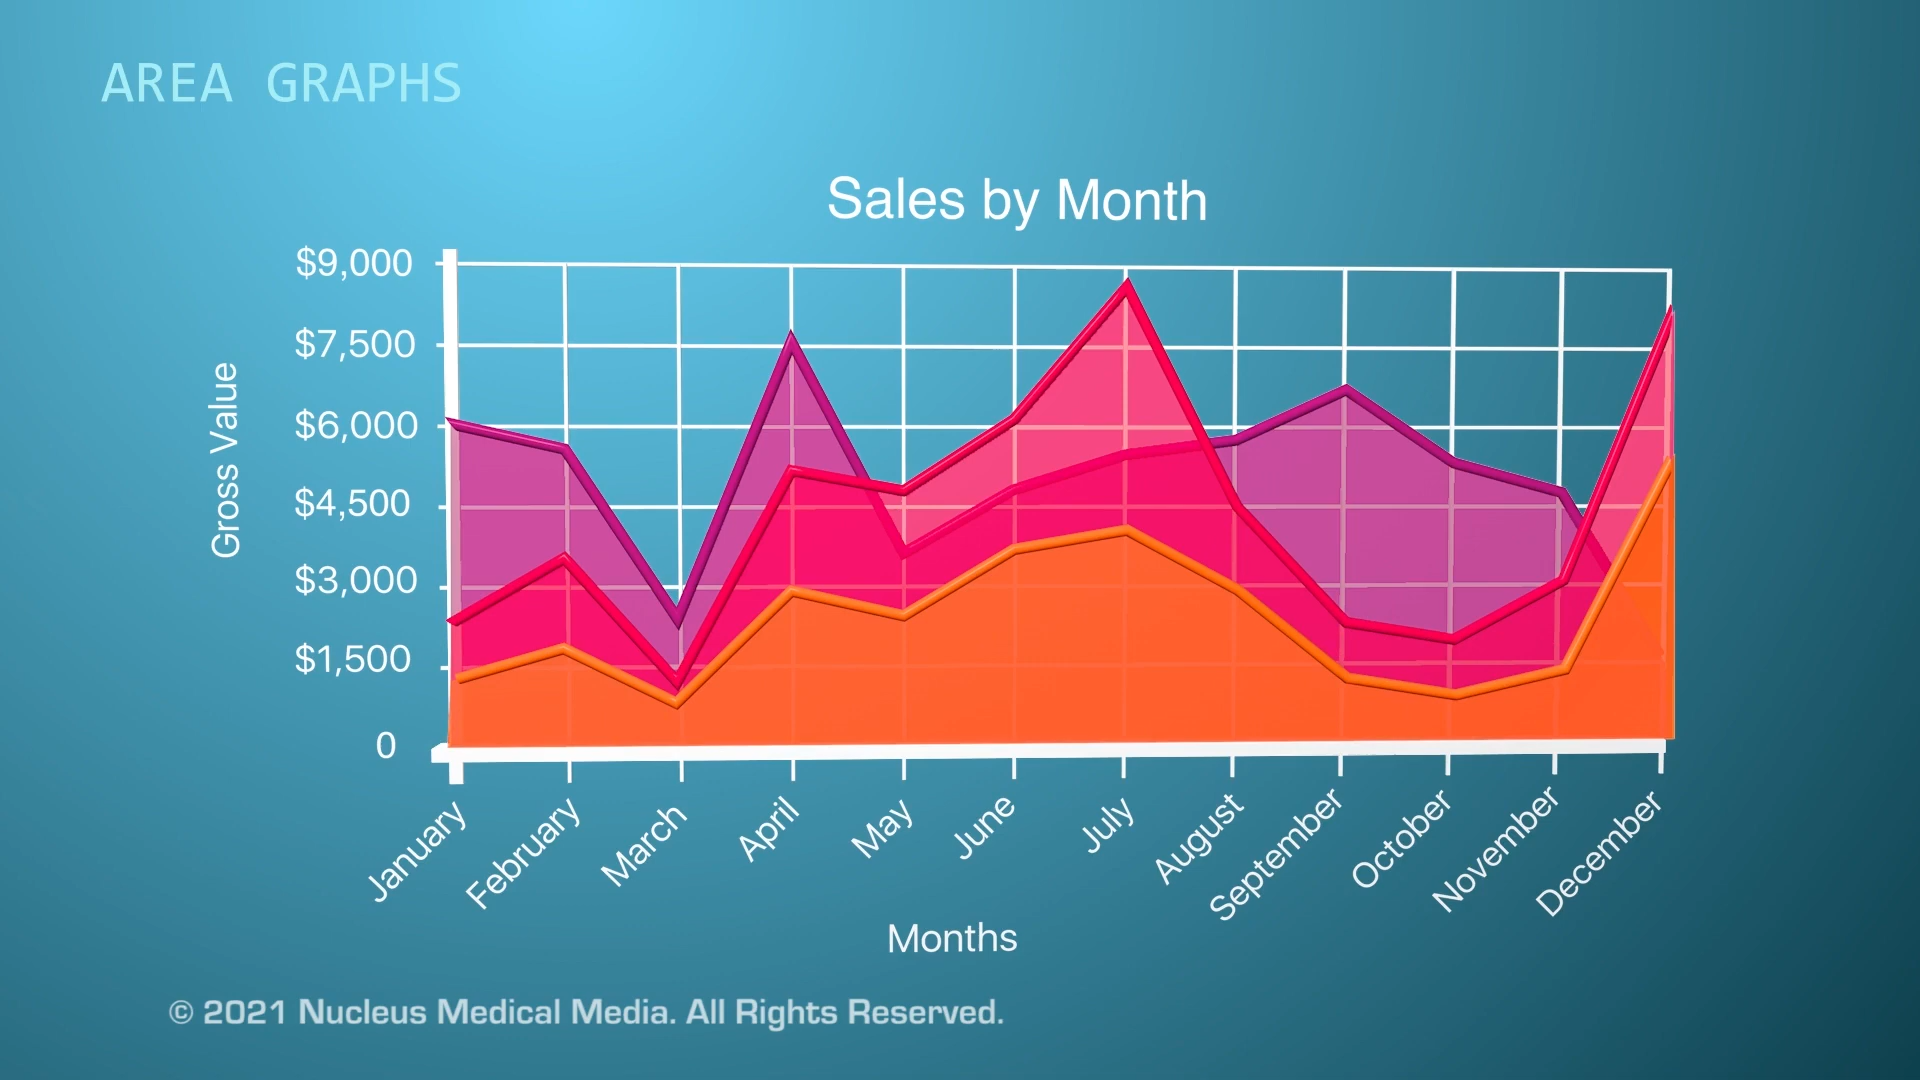 AREA GRAPHS
Sales by Month
Gross Value
$9,000
$7,500
$6,000
$4,500
$3,000
$1,500
0
January
February
March
April
May
June
July
August
September
October
November
December
Months
© 2021 Nucleus Medical Media. All Rights Reserved.